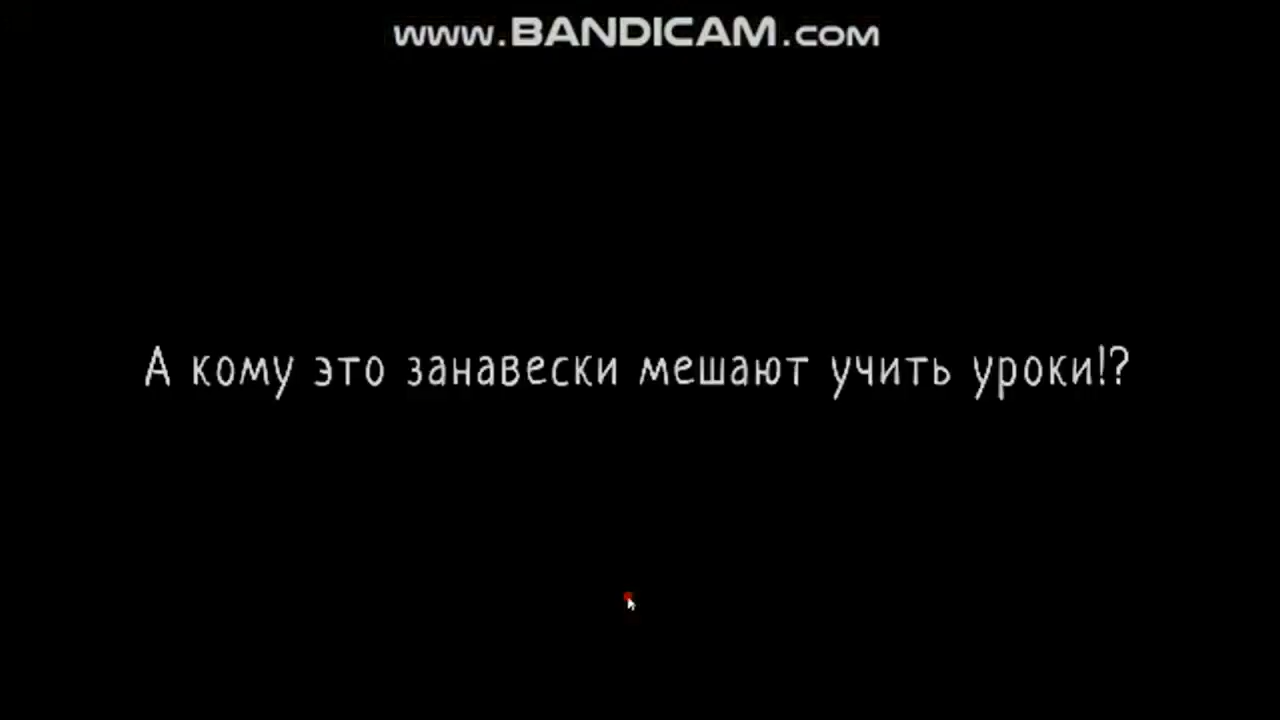 www.BANDICAM.COM
А кому это занавески мешают учить уроки!?